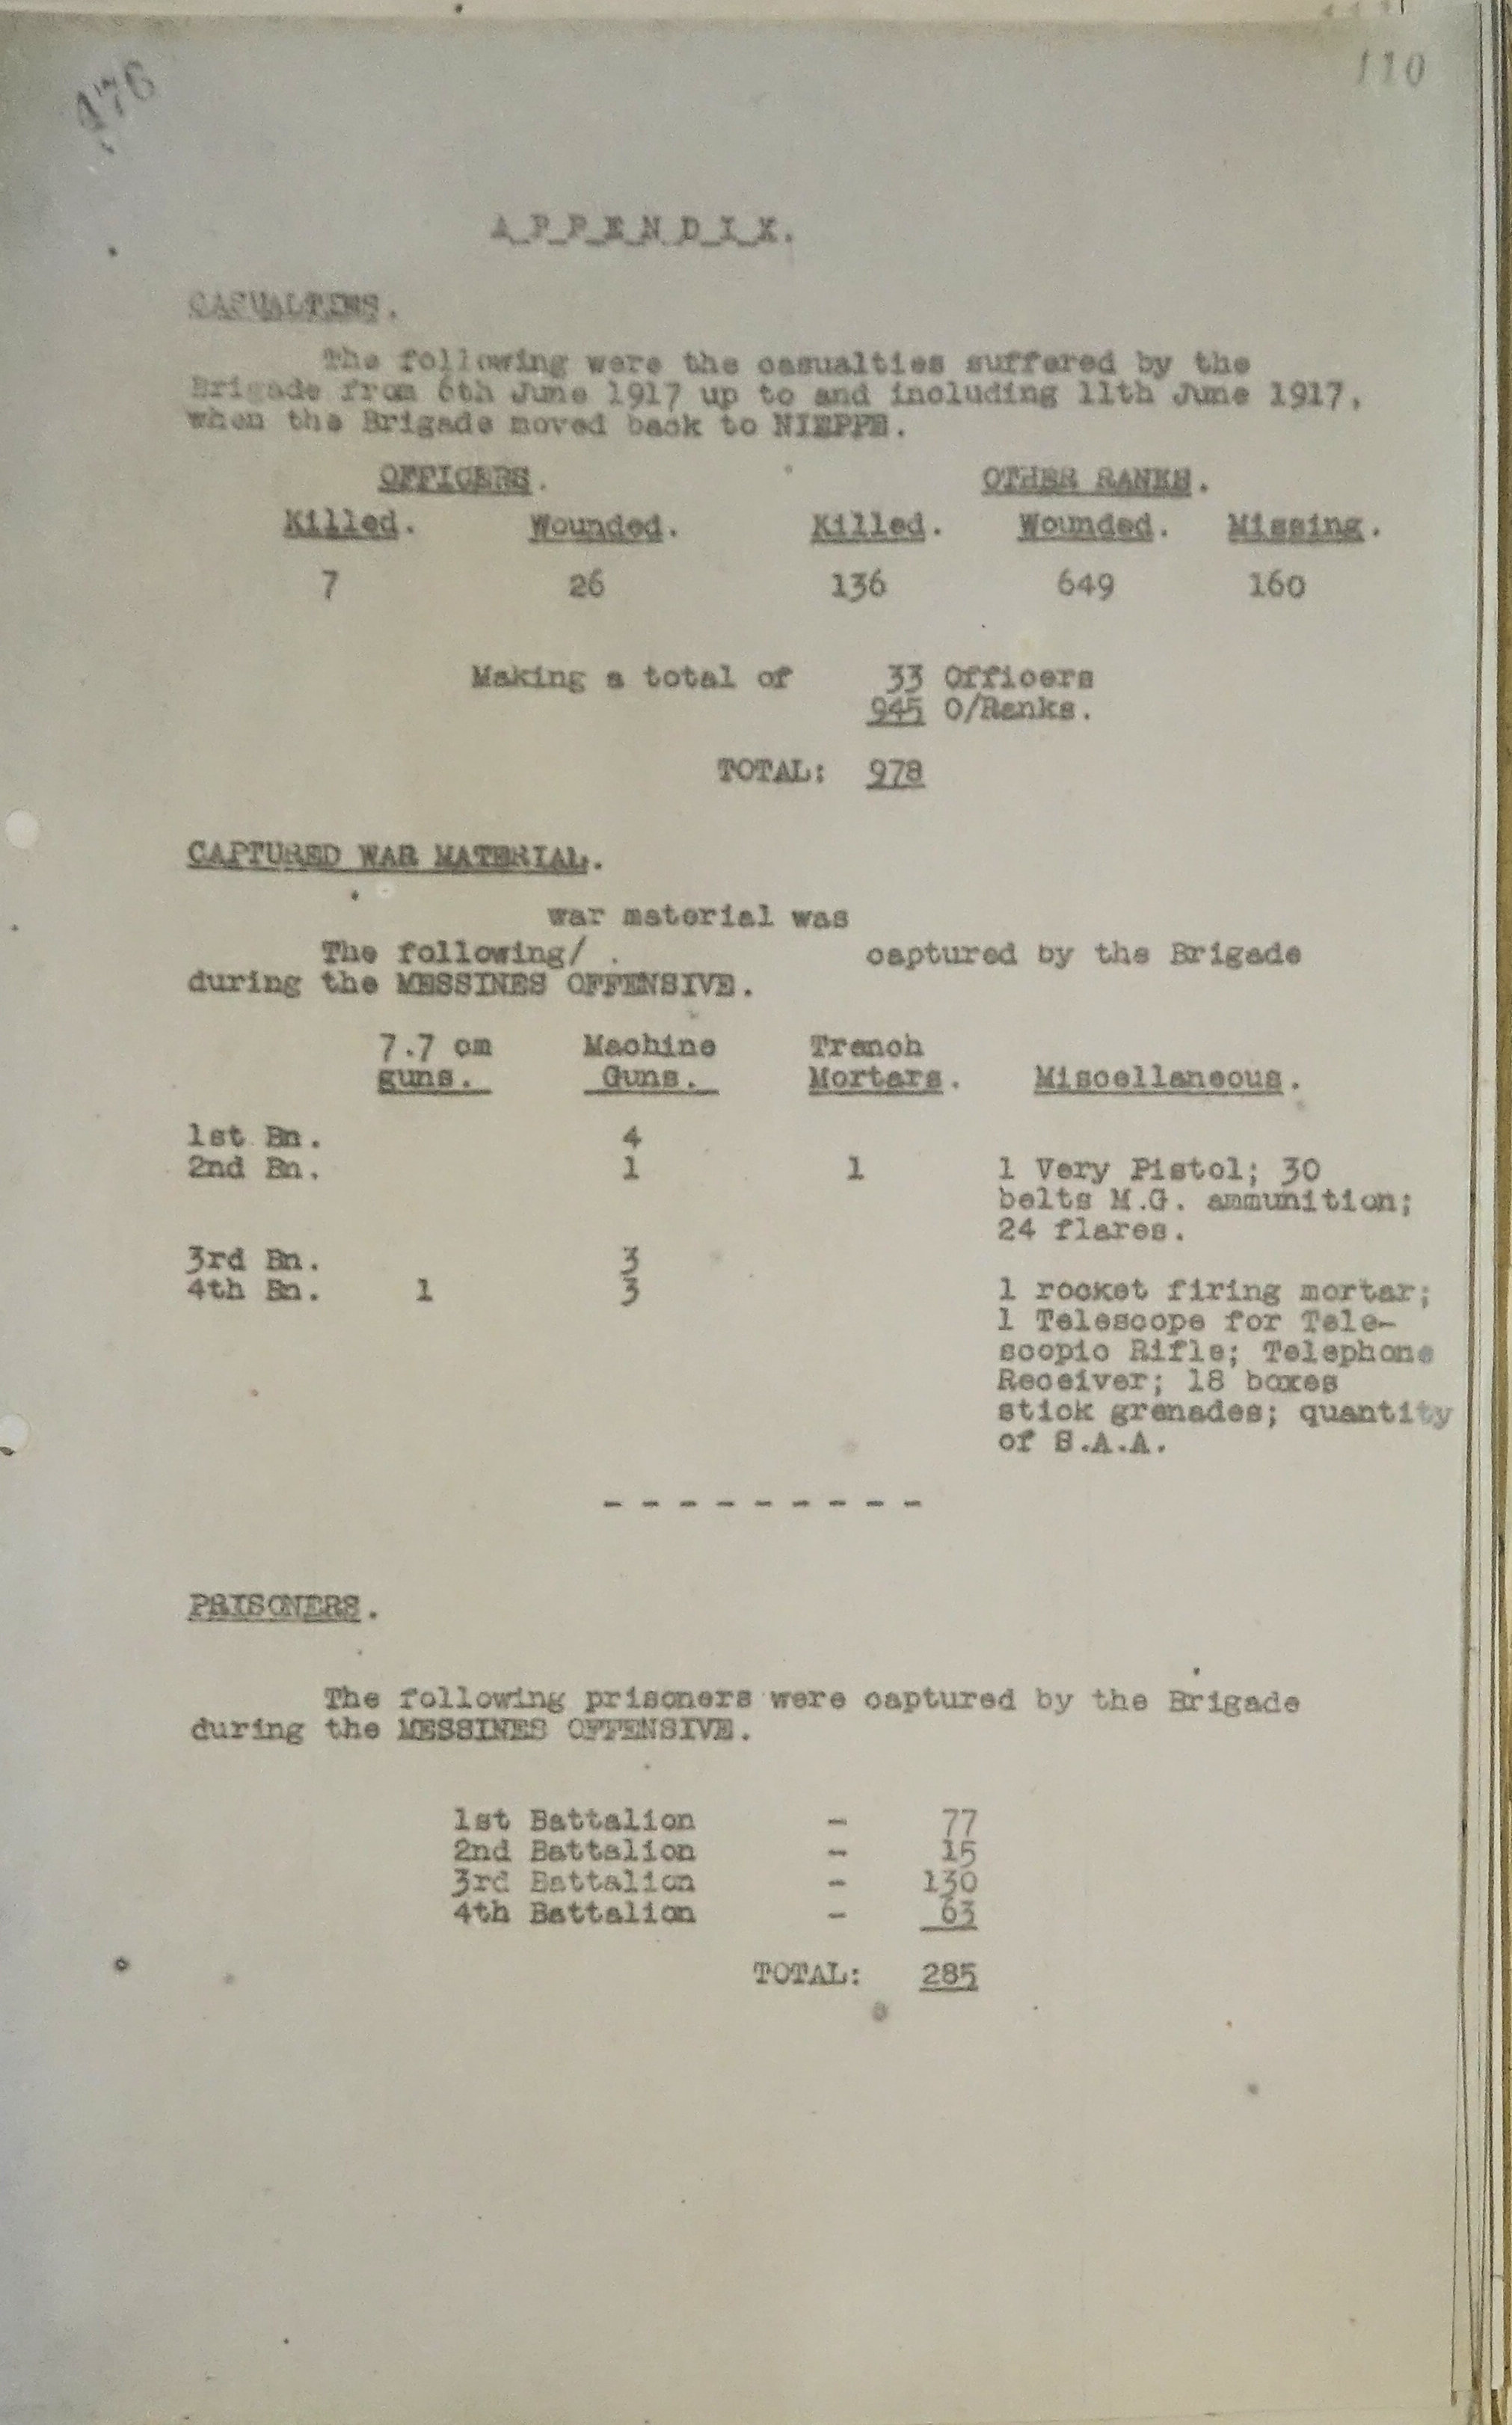 110
A_P_P_E_N_D_I_X.
CASUALTIES.
The following were the casualties suffered by the
Brigade from 6th June 1917 up to and including 11th June 1917,
when the Brigade moved back to NIEPPE.
OFFICERS. OTHER RANKS.
Killed. Wounded. Killed. Wounded. Missing.
7 26 136 649 160
Making a total of 33 Officers
945 O/Ranks.
TOTAL: 978
CAPTURED WAR MATERIAL.
war material was
The following/ . captured by the Brigade
during the MESSINES OFFENSIVE.
7.7 cm Machine Trench
guns. Guns. Mortars. Miscellaneous.
1st Bn. 4
2nd Bn. 1 1 1 Very Pistol; 30
belts M.G. ammunition;
24 flares.
3rd Bn. 3
4th Bn. 1 3 1 rocket firing mortar;
1 Telescope for Tele-
scopic Rifle; Telephone
Receiver; 18 boxes
stick grenades; quantity
of S.A.A.
- - - - - - - - -
PRISONERS.
The following prisoners were captured by the Brigade
during the MESSINES OFFENSIVE.
1st Battalion - 77
2nd Battalion - 15
3rd Battalion - 130
4th Battalion - 63
TOTAL: 285